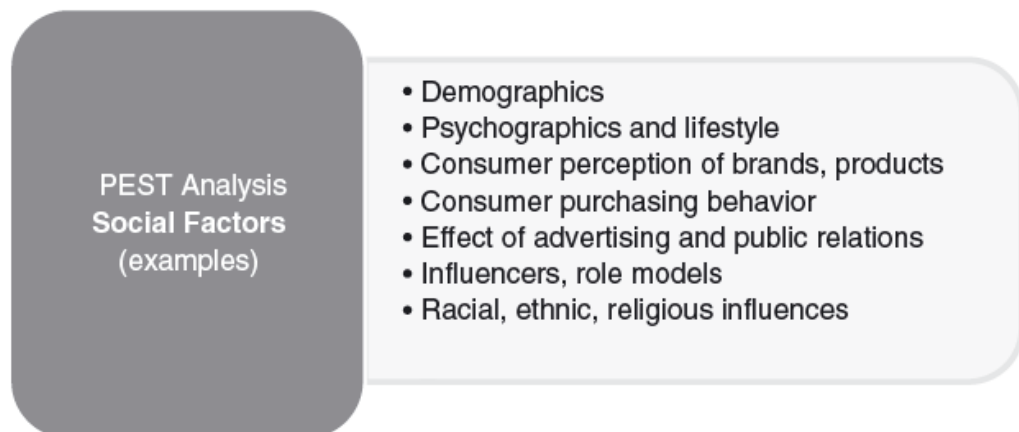 PEST Analysis
Social Factors
(examples)
• Demographics
• Psychographics and lifestyle
• Consumer perception of brands, products
• Consumer purchasing behavior
• Effect of advertising and public relations
• Influencers, role models
• Racial, ethnic, religious influences